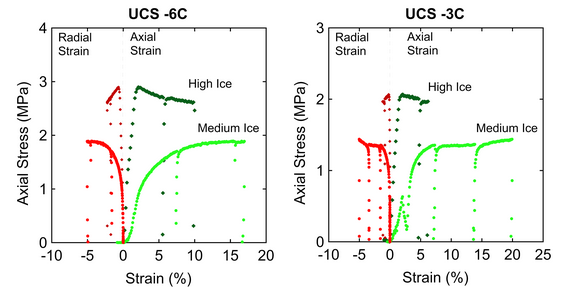 UCS -6C
UCS -3C
Radial
Strain
Axial
Strain
High Ice
Medium Ice
Axial Stress (MPa)
4
3
2
1
0
-10
-5
0
5
10
15
20
Strain (%)
Radial
Strain
Axial
Strain
High Ice
Medium Ice
Axial Stress (MPa)
3
2
1
0
-10
-5
0
5
10
15
20
25
Strain (%)